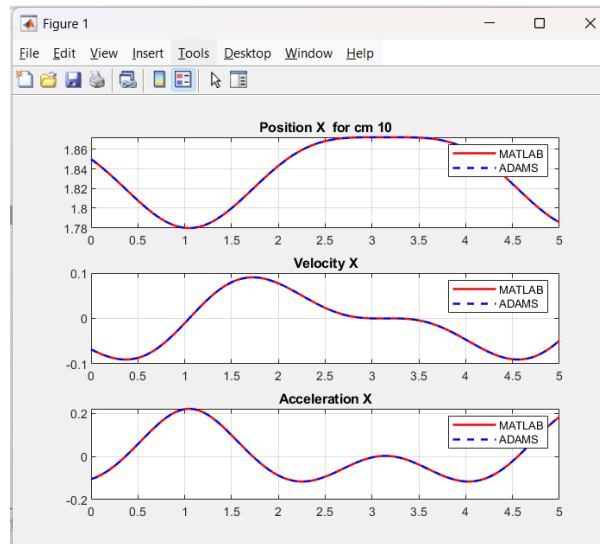 Figure 1
File Edit View Insert Tools Desktop Window Help
Position X for cm 10
1.86
1.84
1.82
1.8
1.78
0 0.5 1 1.5 2 2.5 3 3.5 4 4.5 5
MATLAB
ADAMS
Velocity X
0.1
0
-0.1
0 0.5 1 1.5 2 2.5 3 3.5 4 4.5 5
MATLAB
ADAMS
Acceleration X
0.2
0
-0.2
0 0.5 1 1.5 2 2.5 3 3.5 4 4.5 5
MATLAB
ADAMS